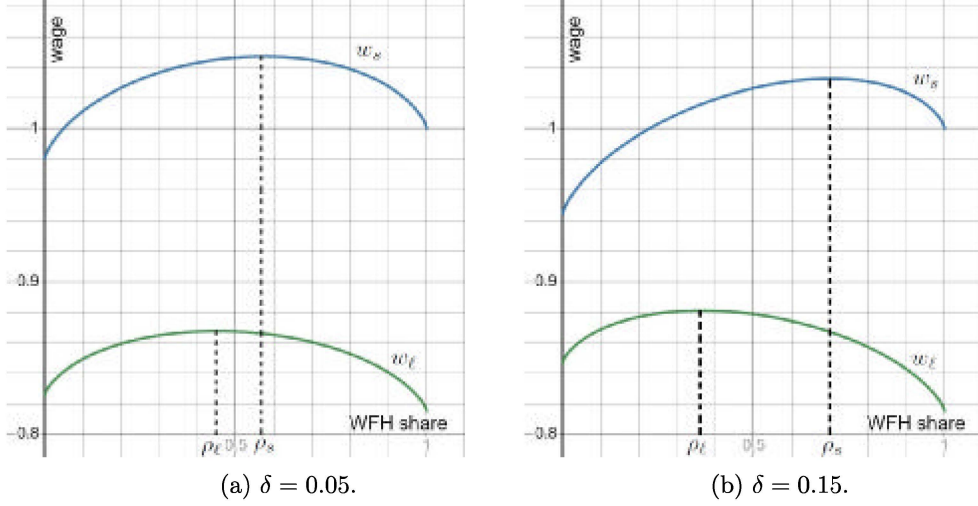 wage
w_s
1
0.9
w_ℓ
WFH share
0.8
ρ_ℓ 0.5 ρ_s
1
(a) δ = 0.05.
wage
w_s
1
0.9
w_ℓ
WFH share
0.8
ρ_ℓ
0.5
ρ_s
1
(b) δ = 0.15.